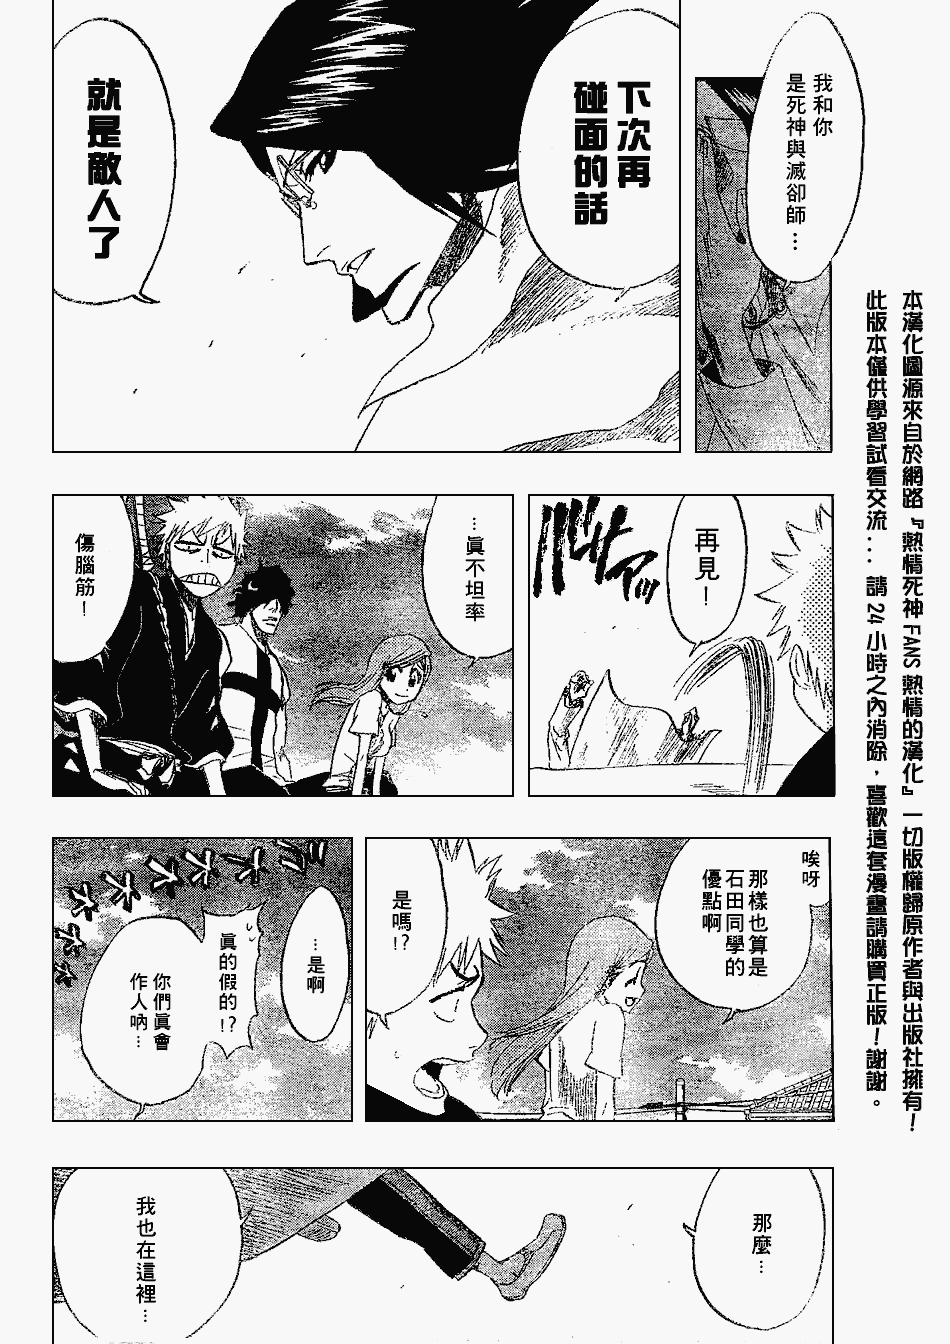 我和你
是死神與滅卻師…
下次再
碰面的話
就是敵人了
再見！
バサァッ
…眞不坦率
傷腦筋！
唉呀
那樣也算是
石田同學的
優點啊
是嗎!?
…是啊
眞的假的!?
你們眞會
作人吶…
那麼…
我也在這裡…
本漢化圖源來自於網路『熱情死神FANS熱情的漢化』一切版權歸原作者與出版社擁有！
此版本僅供學習試看交流...請24小時之內消除，喜歡這套漫畫請購買正版！謝謝。